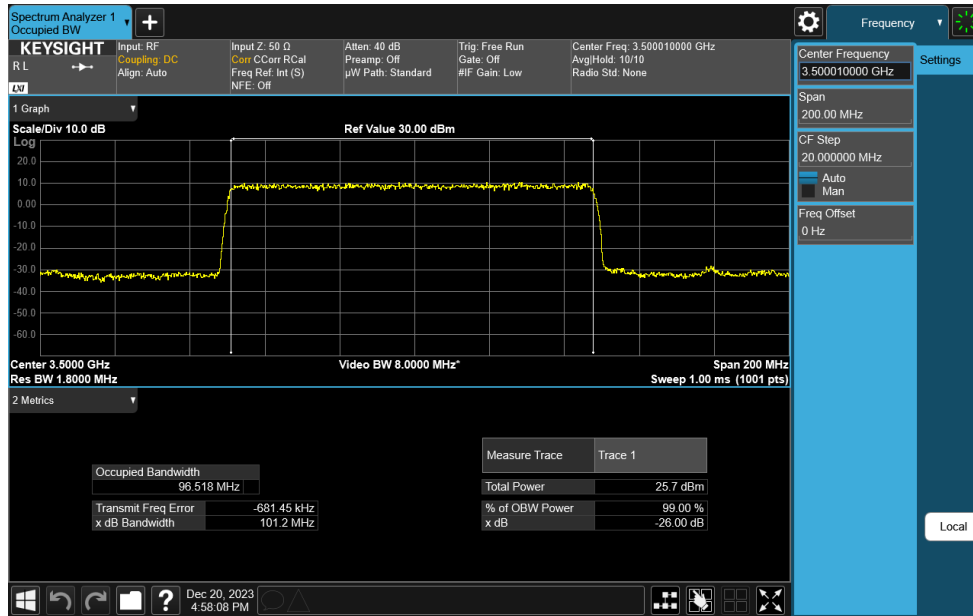 Spectrum Analyzer 1
Occupied BW
Frequency
KEYSIGHT
R L
LXI
Input: RF
Coupling: DC
Align: Auto
Input Z: 50 Ω
Corr CCorr RCal
Freq Ref: Int (S)
NFE: Off
Atten: 40 dB
Preamp: Off
µW Path: Standard
Trig: Free Run
Gate: Off
#IF Gain: Low
Center Freq: 3.500010000 GHz
Avg|Hold: 10/10
Radio Std: None
Center Frequency
3.500010000 GHz
Settings
Span
200.00 MHz
CF Step
20.000000 MHz
Auto
Man
Freq Offset
0 Hz
1 Graph
Scale/Div 10.0 dB
Ref Value 30.00 dBm
Log
20.0
10.0
0.00
-10.0
-20.0
-30.0
-40.0
-50.0
-60.0
Center 3.5000 GHz
Video BW 8.0000 MHz*
Span 200 MHz
Res BW 1.8000 MHz
Sweep 1.00 ms (1001 pts)
2 Metrics
Measure Trace
Trace 1
Occupied Bandwidth
96.518 MHz
Total Power
25.7 dBm
Transmit Freq Error
-681.45 kHz
% of OBW Power
99.00 %
x dB Bandwidth
101.2 MHz
x dB
-26.00 dB
Local
?
Dec 20, 2023
4:58:08 PM